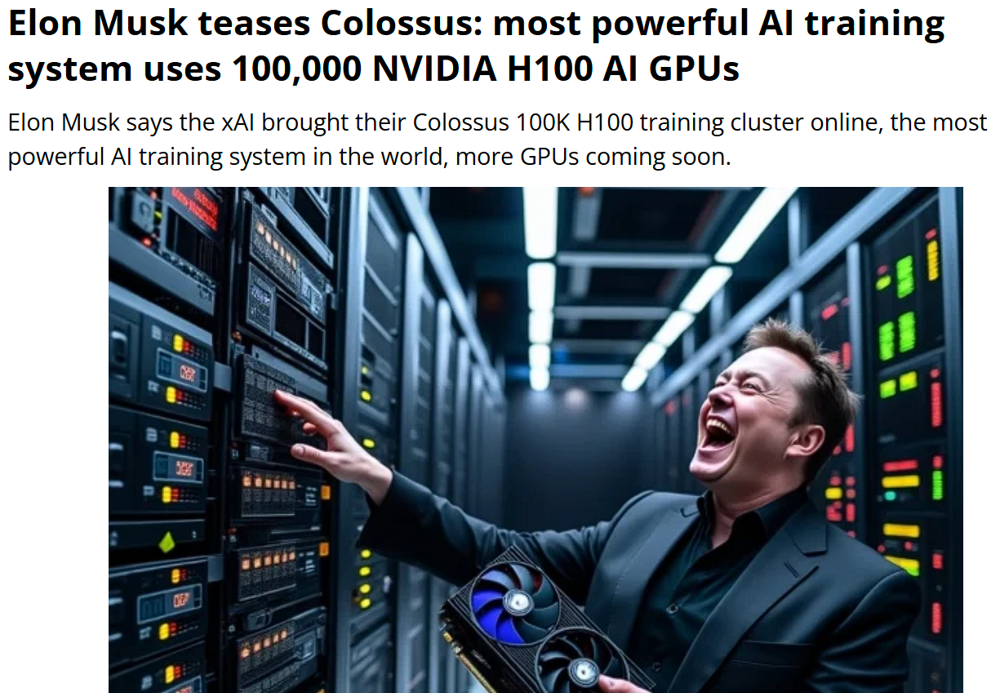 Elon Musk teases Colossus: most powerful AI training
system uses 100,000 NVIDIA H100 AI GPUs
Elon Musk says the xAI brought their Colossus 100K H100 training cluster online, the most
powerful AI training system in the world, more GPUs coming soon.